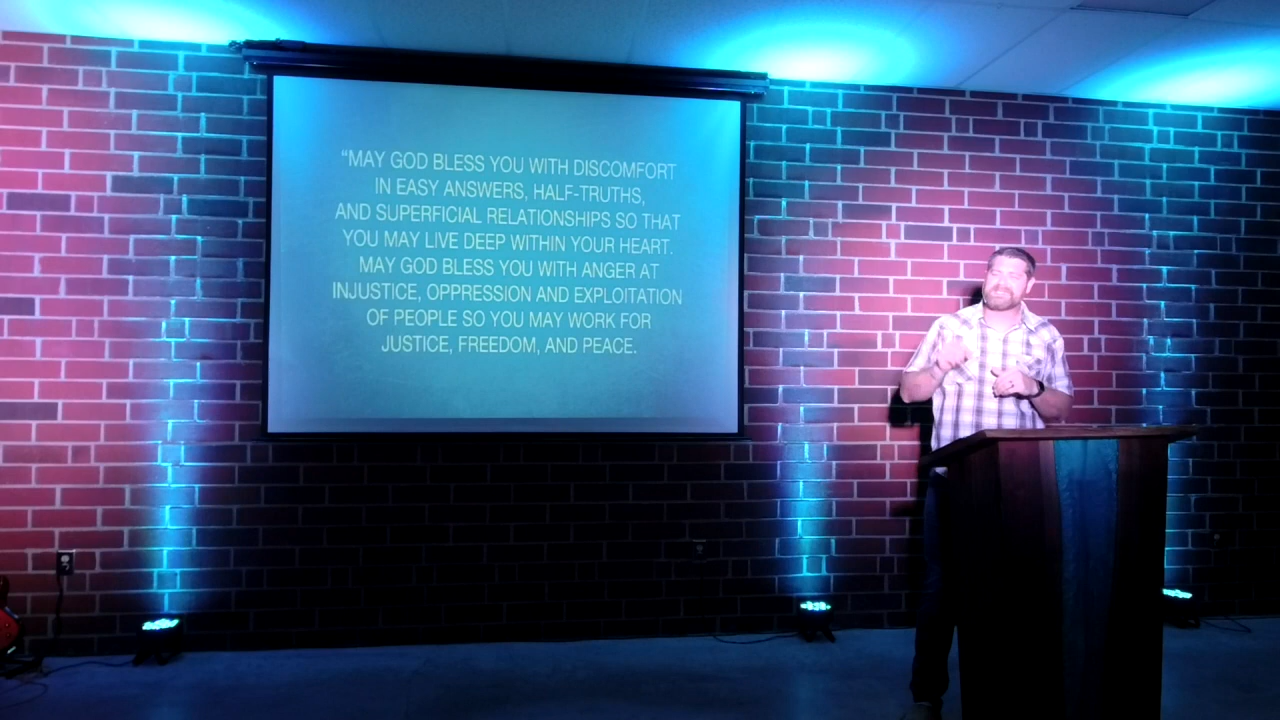 “MAY GOD BLESS YOU WITH DISCOMFORT
IN EASY ANSWERS, HALF-TRUTHS,
AND SUPERFICIAL RELATIONSHIPS SO THAT
YOU MAY LIVE DEEP WITHIN YOUR HEART.
MAY GOD BLESS YOU WITH ANGER AT
INJUSTICE, OPPRESSION AND EXPLOITATION
OF PEOPLE SO YOU MAY WORK FOR
JUSTICE, FREEDOM, AND PEACE.